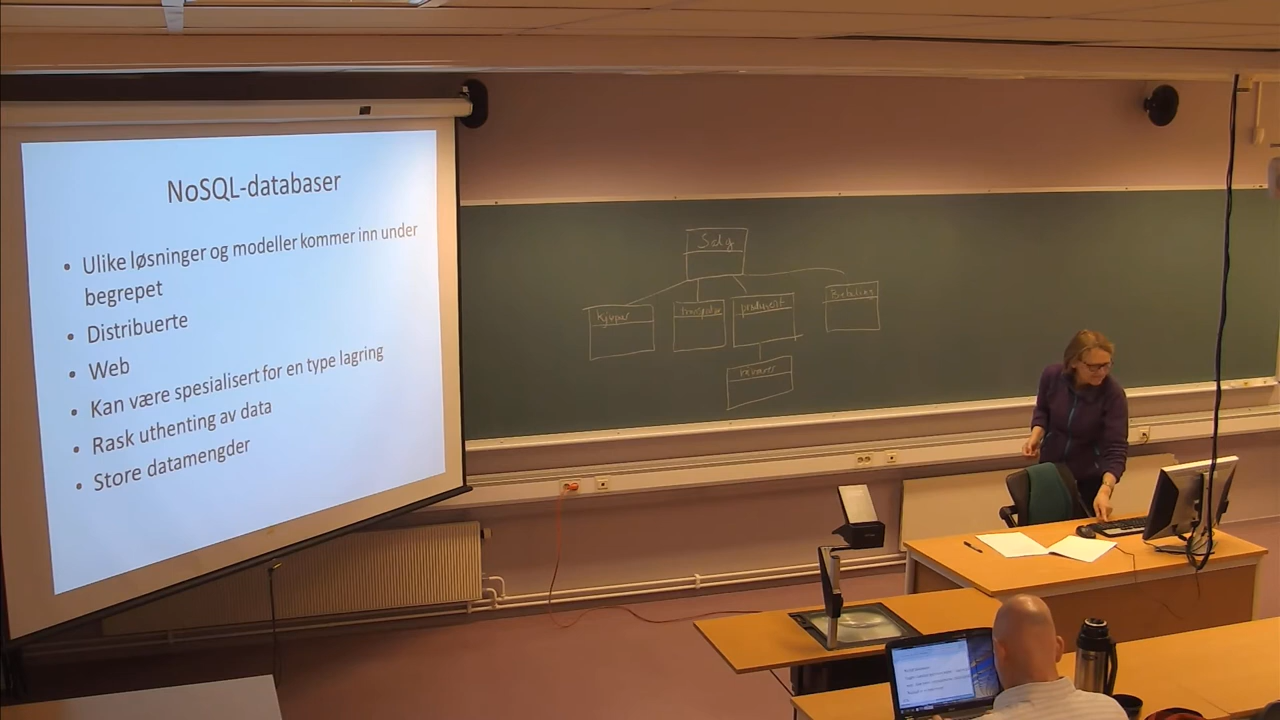 NoSQL-databaser
• Ulike løsninger og modeller kommer inn under
begrepet
• Distribuerte
• Web
• Kan være spesialisert for en type lagring
• Rask uthenting av data
• Store datamengder
Salg
Kjøper
produsent
Betaling